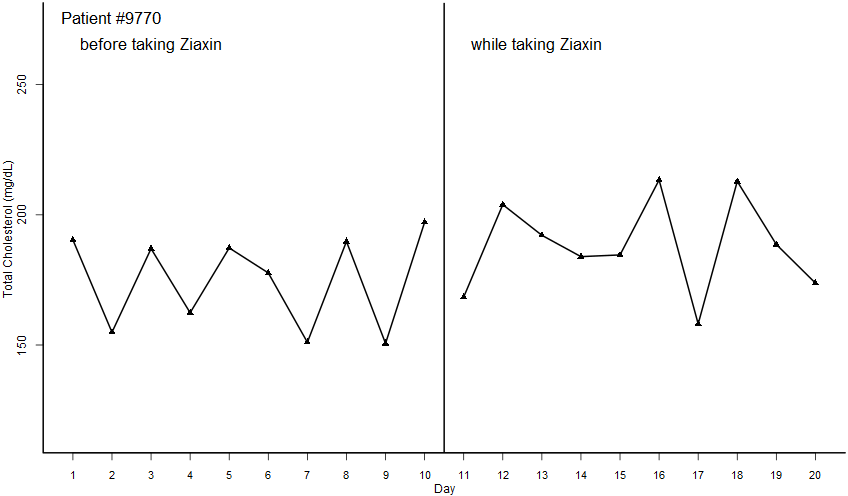 Patient #9770
before taking Ziaxin
while taking Ziaxin
Total Cholesterol (mg/dL)
250
200
150
1 2 3 4 5 6 7 8 9 10 11 12 13 14 15 16 17 18 19 20
Day